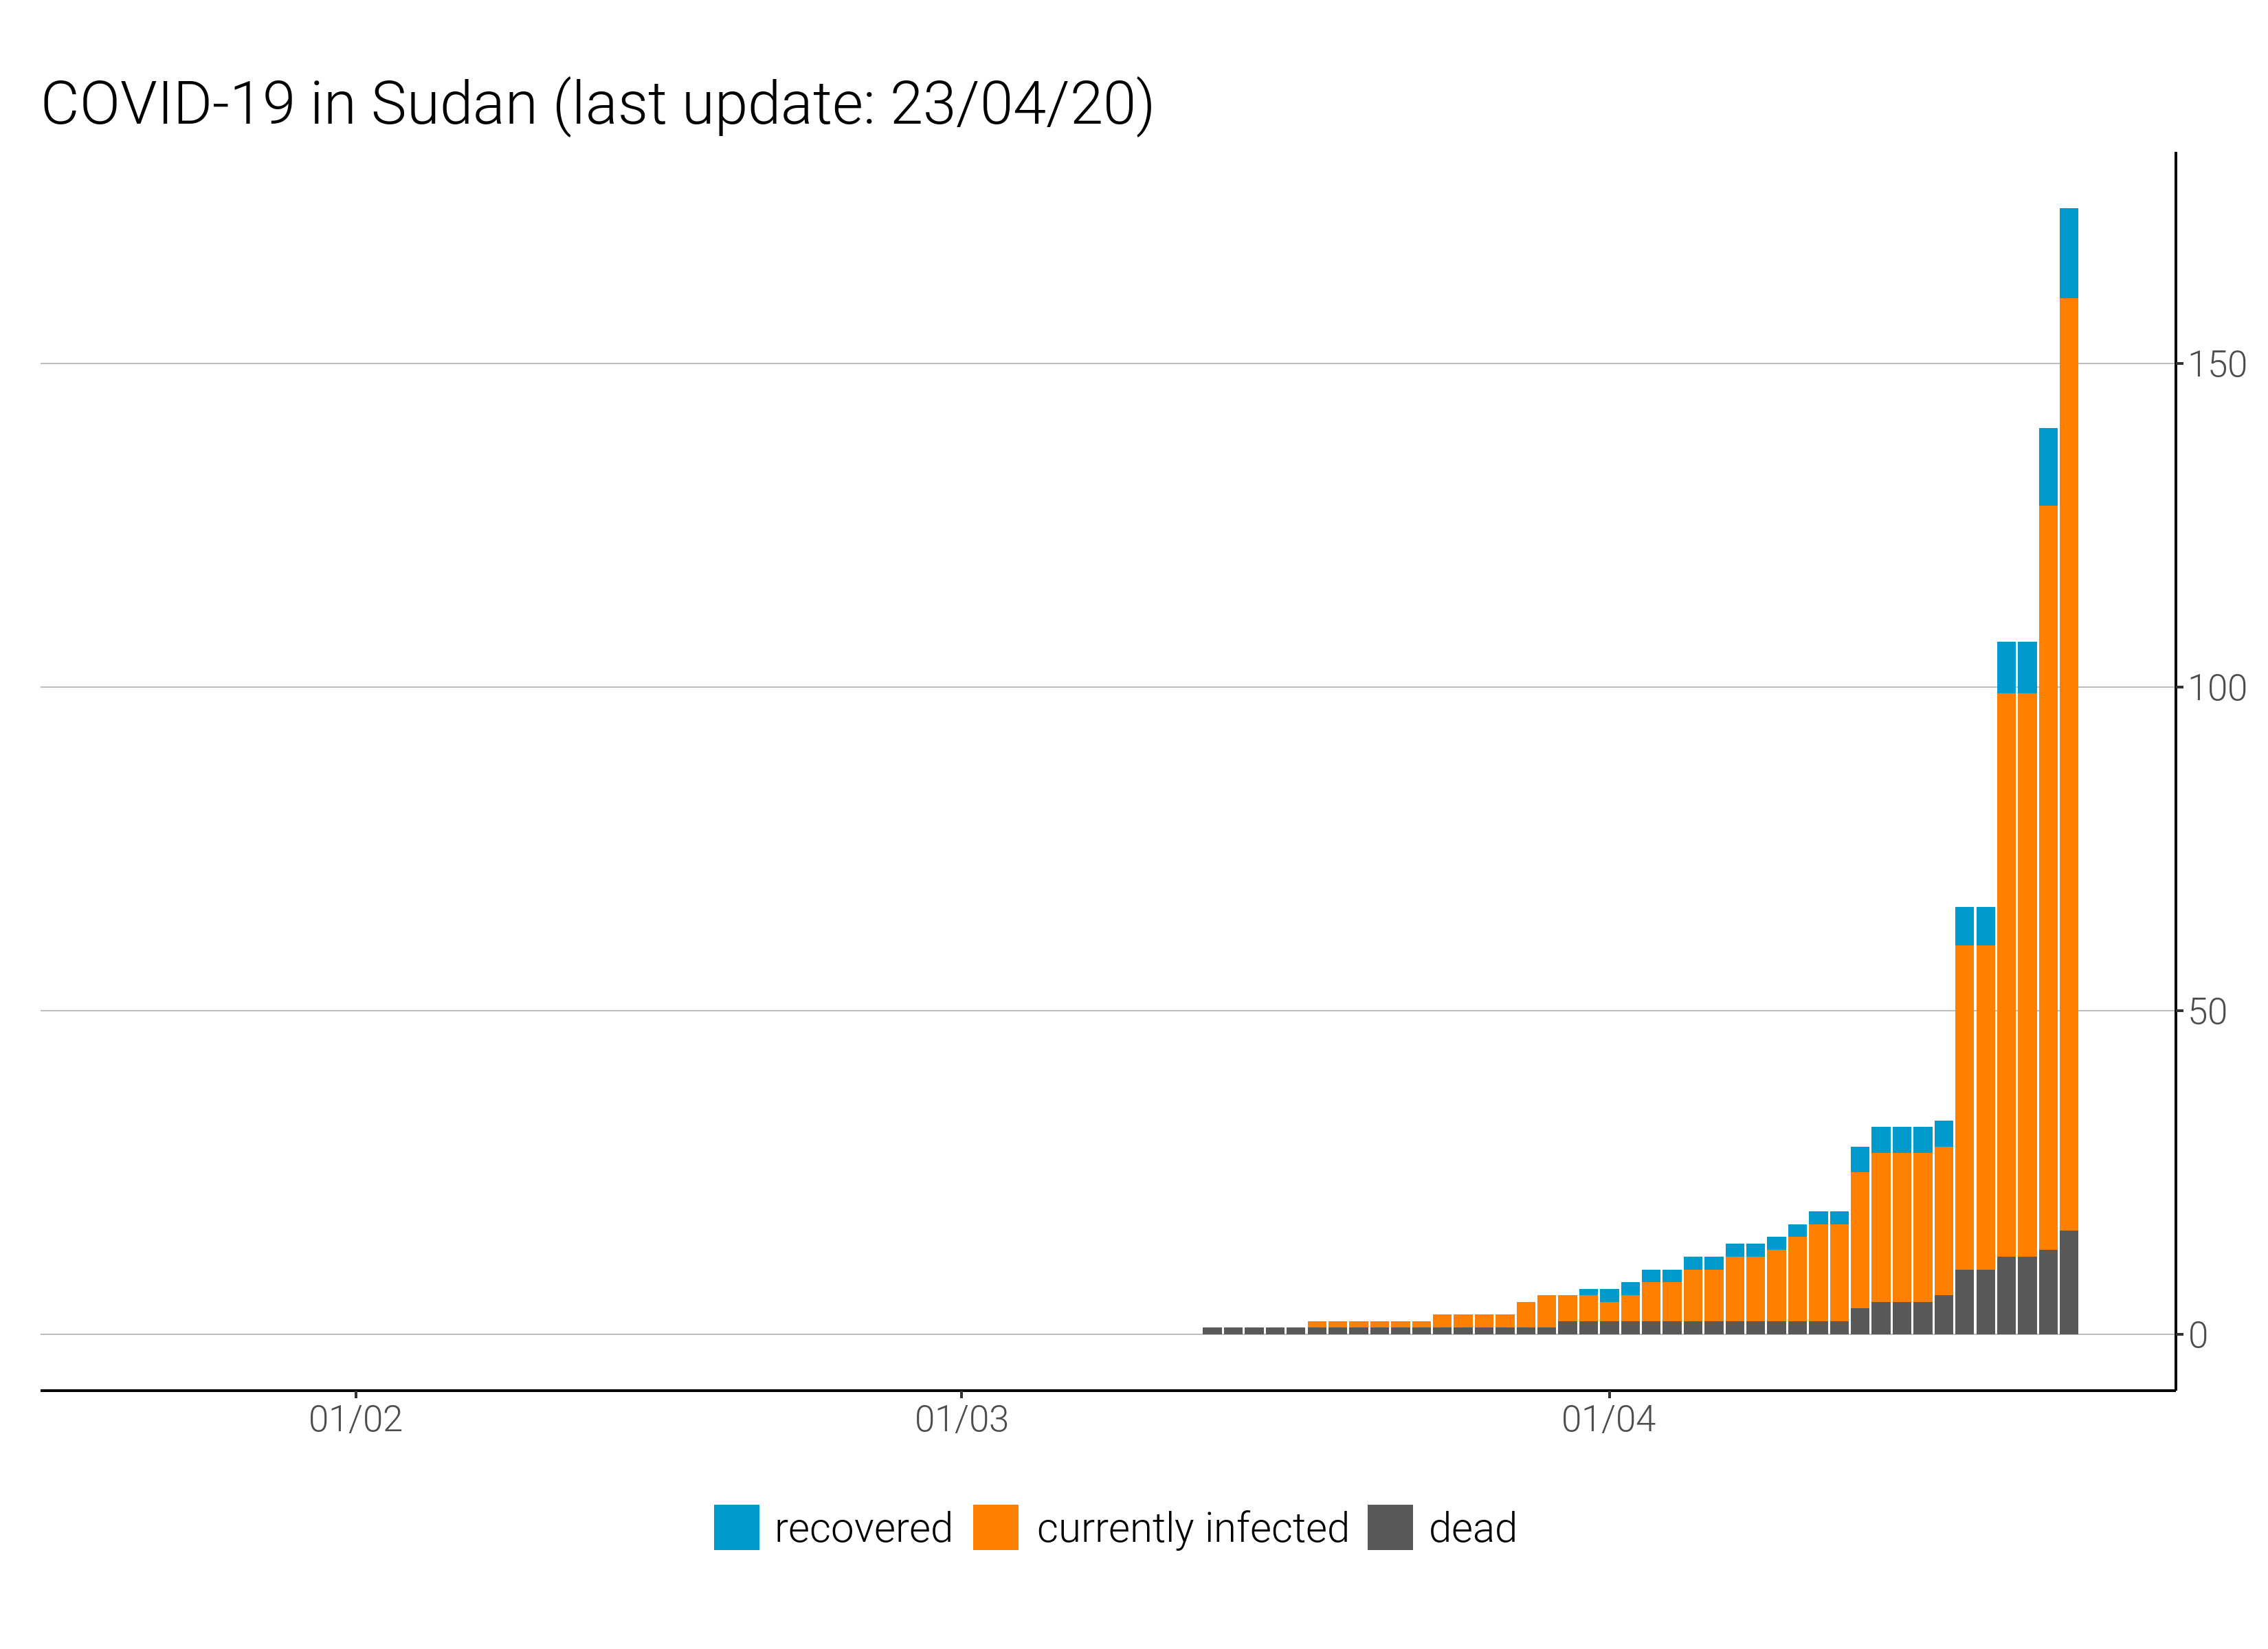 COVID-19 in Sudan (last update: 23/04/20)
150
100
50
0
01/02 01/03 01/04
recovered currently infected dead